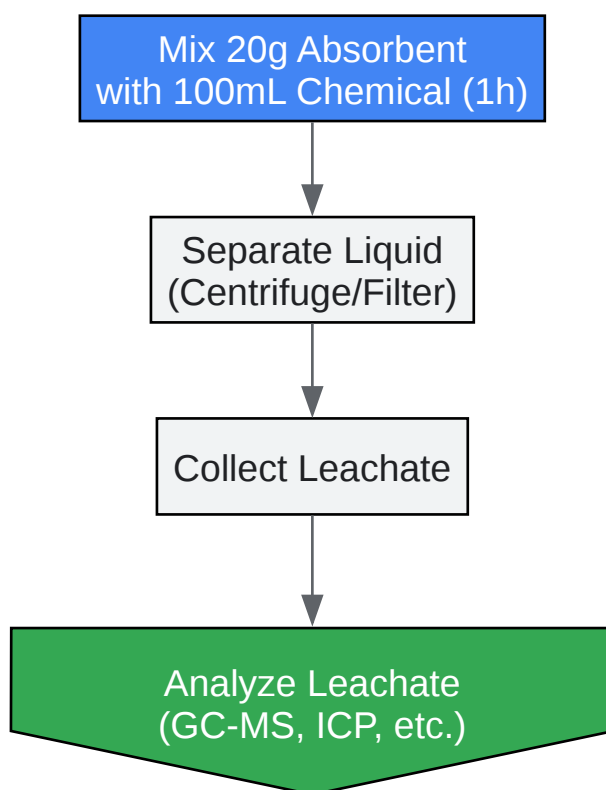 Mix 20g Absorbent
with 100mL Chemical (1h)
Separate Liquid
(Centrifuge/Filter)
Collect Leachate
Analyze Leachate
(GC-MS, ICP, etc.)